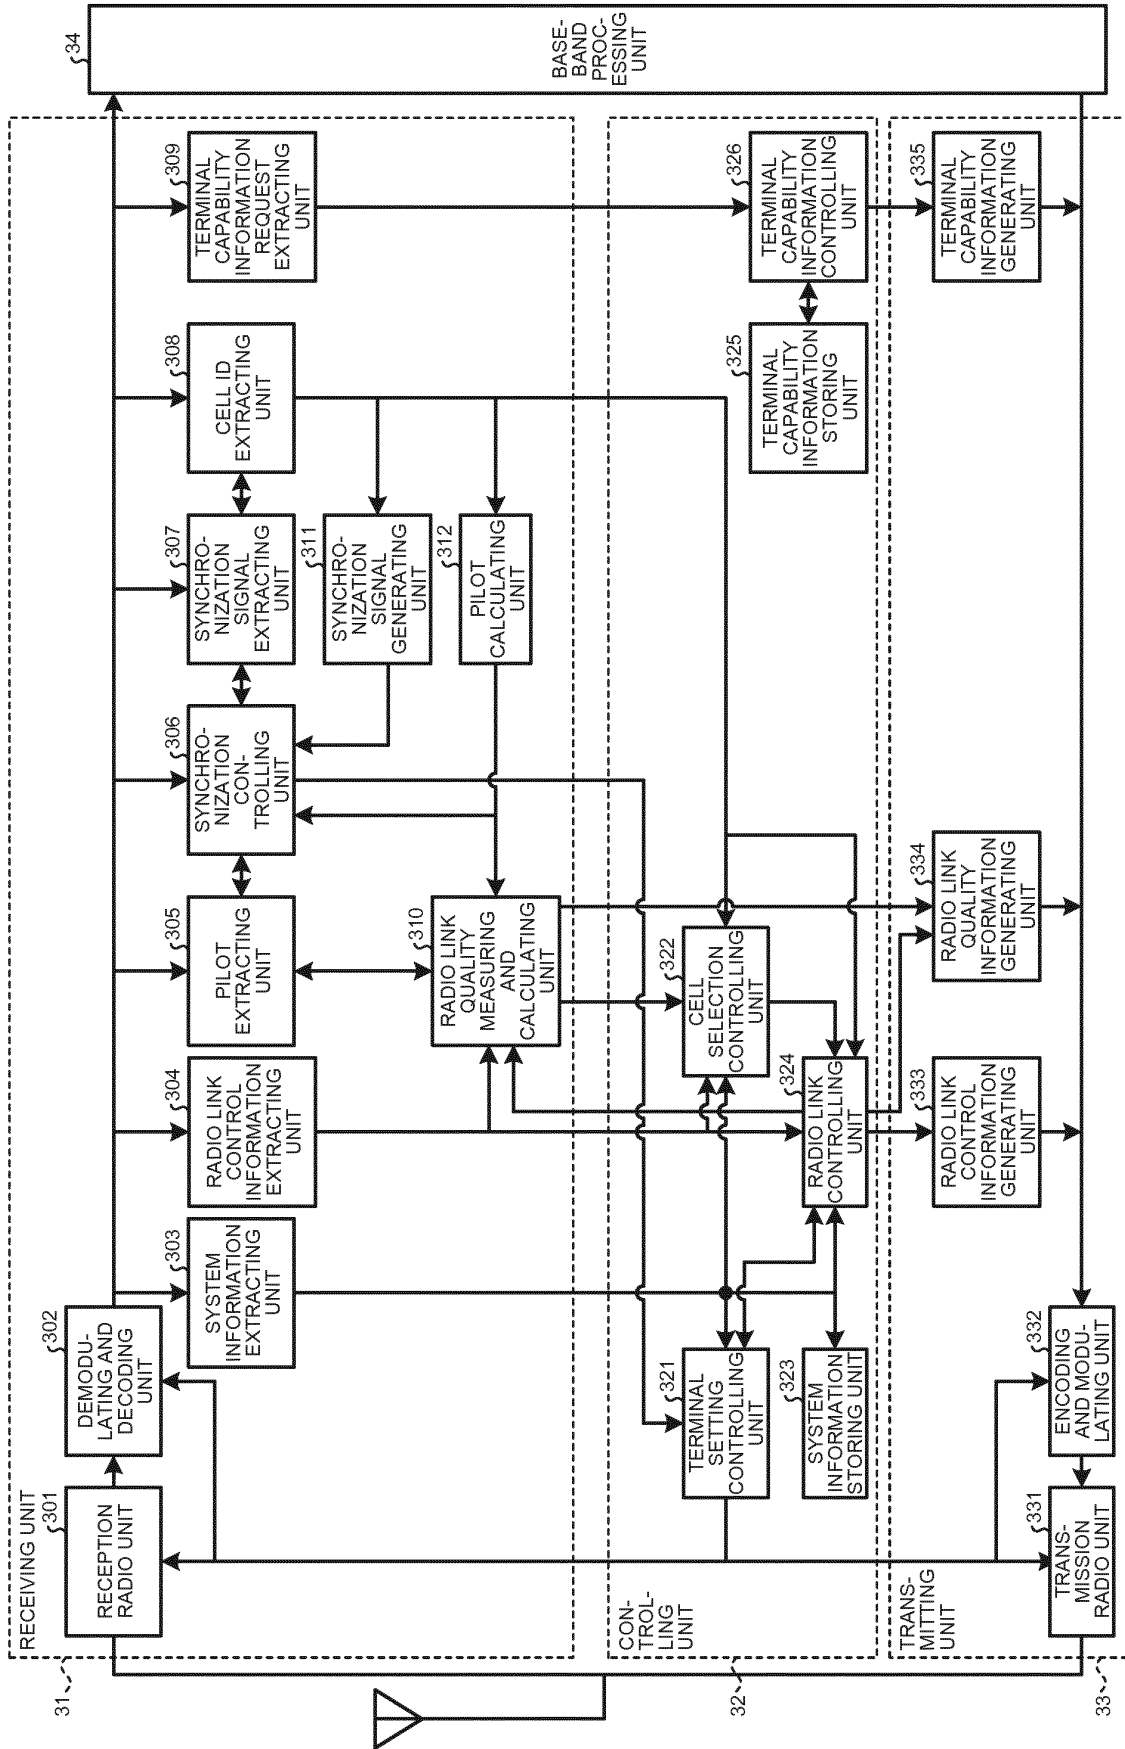 RECEIVING UNIT
31
301
RECEPTION
RADIO UNIT
302
DEMODU-
LATING AND
DECODING
UNIT
303
SYSTEM
INFORMATION
EXTRACTING
UNIT
304
RADIO LINK
CONTROL
INFORMATION
EXTRACTING
UNIT
305
PILOT
EXTRACTING
UNIT
306
SYNCHRO-
NIZATION
CON-
TROLLING
UNIT
307
SYNCHRO-
NIZATION
SIGNAL
EXTRACTING
UNIT
308
CELL ID
EXTRACTING
UNIT
309
TERMINAL
CAPABILITY
INFORMATION
REQUEST
EXTRACTING
UNIT
310
RADIO LINK
QUALITY
MEASURING
AND
CALCULATING
UNIT
311
SYNCHRO-
NIZATION
SIGNAL
GENERATING
UNIT
312
PILOT
CALCULATING
UNIT
34
BASE-
BAND
PROC-
ESSING
UNIT
CON-
TROL-
LING
UNIT
32
321
TERMINAL
SETTING
CONTROLLING
UNIT
322
CELL
SELECTION
CONTROLLING
UNIT
323
SYSTEM
INFORMATION
STORING UNIT
324
RADIO LINK
CONTROLLING
UNIT
325
TERMINAL
CAPABILITY
INFORMATION
STORING
UNIT
326
TERMINAL
CAPABILITY
INFORMATION
CONTROLLING
UNIT
TRANS-
MITTING
UNIT
33
331
TRANS-
MISSION
RADIO UNIT
332
ENCODING
AND MODU-
LATING UNIT
333
RADIO LINK
CONTROL
INFORMATION
GENERATING
UNIT
334
RADIO LINK
QUALITY
INFORMATION
GENERATING
UNIT
335
TERMINAL
CAPABILITY
INFORMATION
GENERATING
UNIT